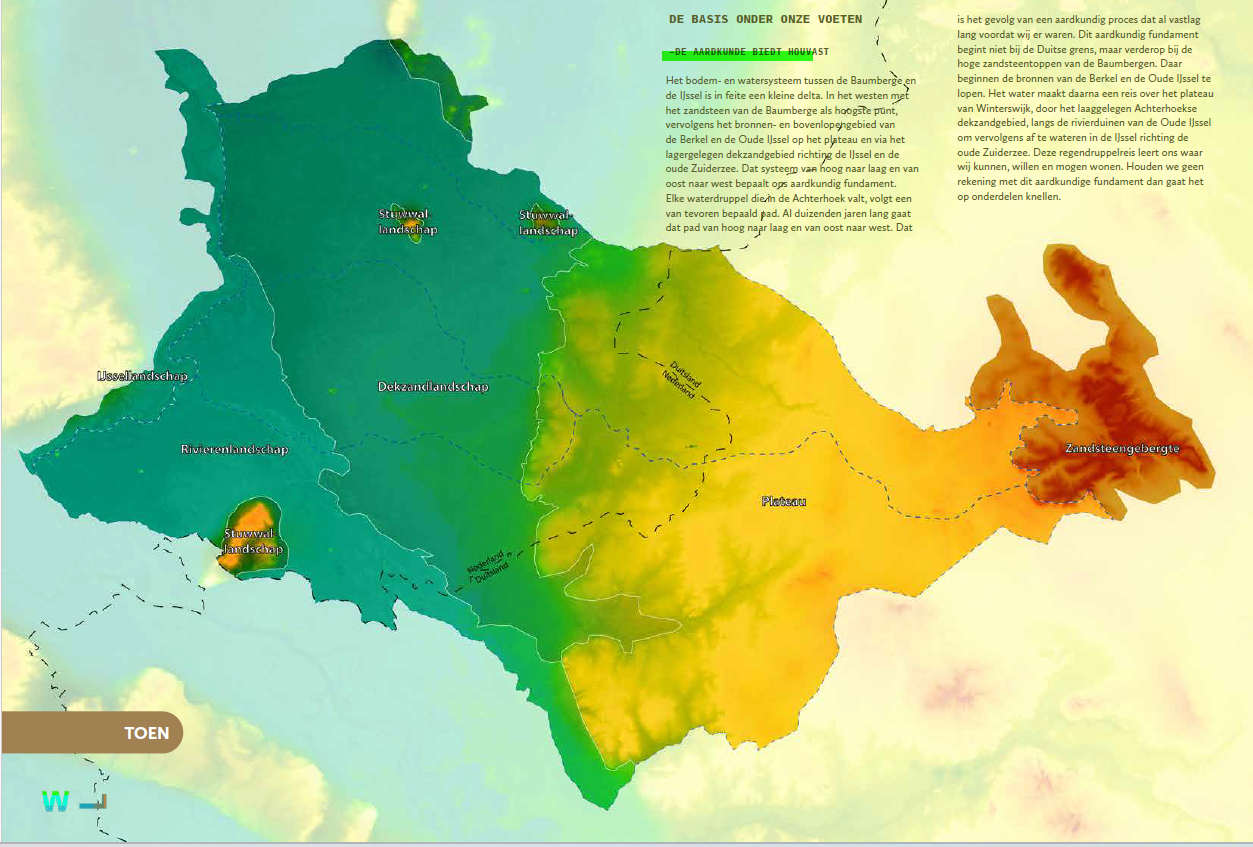 DE BASIS ONDER ONZE VOETEN
-DE AARDKUNDE BIEDT HOUVAST
Het bodem- en watersysteem tussen de Baumberge en
de IJssel is in feite een kleine delta. In het westen met
het zandsteen van de Baumberge als hoogste punt,
vervolgens het bronnen- en bovenlopengebied van
de Berkel en de Oude IJssel op het plateau en via het
lagergelegen dekzandgebied richting de IJssel en de
oude Zuiderzee. Dat systeem van hoog naar laag en van
oost naar west bepaalt ons aardkundig fundament.
Elke waterdruppel die in de Achterhoek valt, volgt een
van tevoren bepaald pad. Al duizenden jaren lang gaat
dat pad van hoog naar laag en van oost naar west. Dat
is het gevolg van een aardkundig proces dat al vastlag
lang voordat wij er waren. Dit aardkundig fundament
begint niet bij de Duitse grens, maar verderop bij de
hoge zandsteentoppen van de Baumbergen. Daar
beginnen de bronnen van de Berkel en de Oude IJssel te
lopen. Het water maakt daarna een reis over het plateau
van Winterswijk, door het laaggelegen Achterhoekse
dekzandgebied, langs de rivierduinen van de Oude IJssel
om vervolgens af te wateren in de IJssel richting de
oude Zuiderzee. Deze regendruppelreis leert ons waar
wij kunnen, willen en mogen wonen. Houden we geen
rekening met dit aardkundige fundament dan gaat het
op onderdelen knellen.
Stuwwal-
landschap
Stuwwal-
landschap
IJssellandschap
Dekzandlandschap
Duitsland
Nederland
Rivierenlandschap
Zandsteengebergte
Plateau
Stuwwal-
landschap
Nederland
Duitsland
TOEN
W